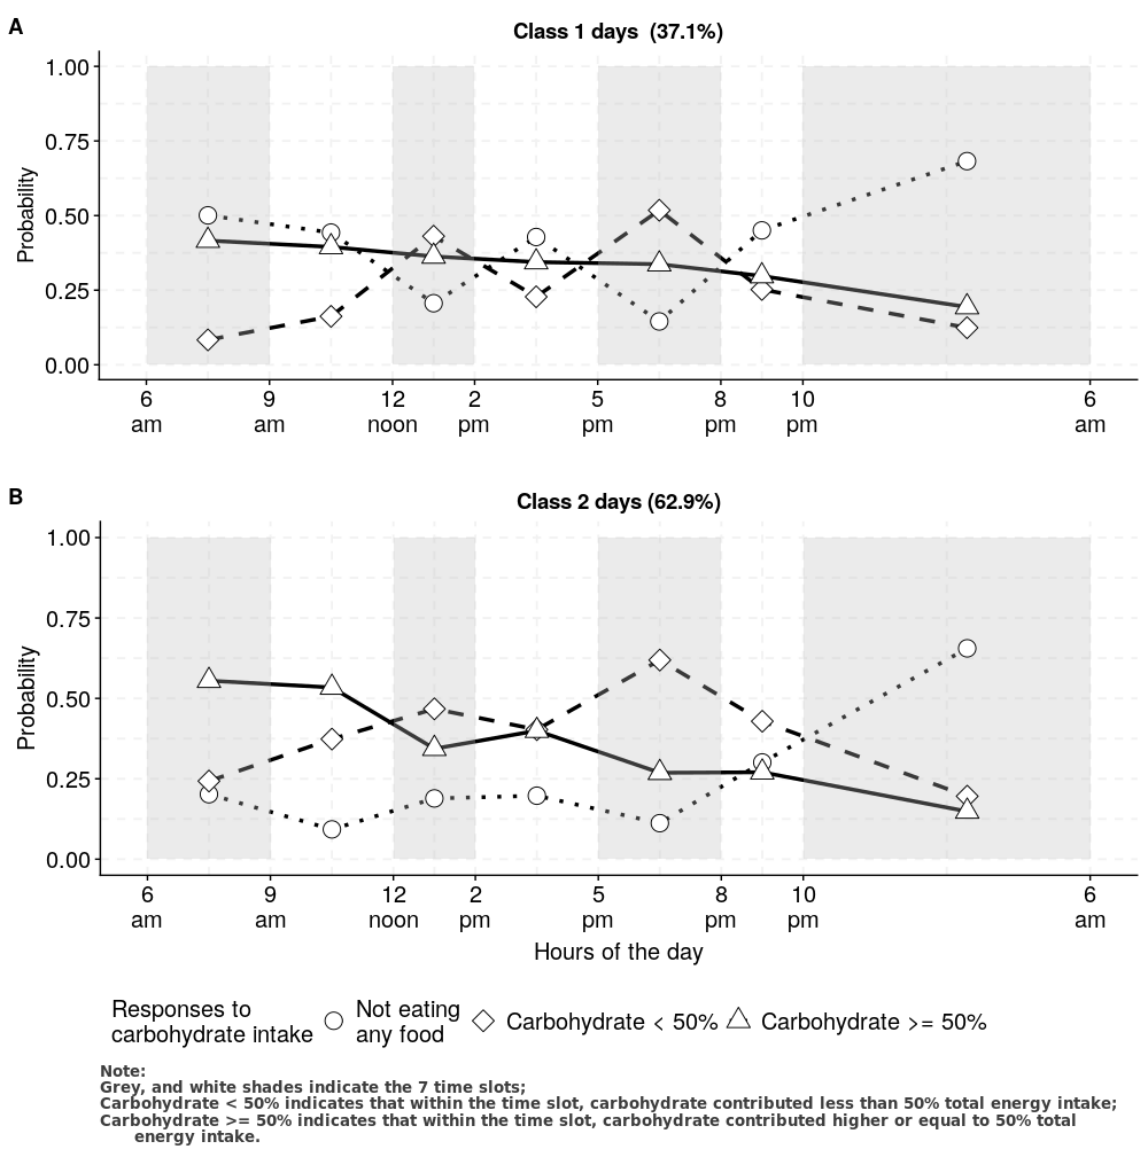 A
Class 1 days (37.1%)
Probability
1.00
0.75
0.50
0.25
0.00
6 9 12 2 5 8 10 6
am am noon pm pm pm pm am
B
Class 2 days (62.9%)
Probability
1.00
0.75
0.50
0.25
0.00
6 9 12 2 5 8 10 6
am am noon pm pm pm pm am
Hours of the day
Responses to
carbohydrate intake
Not eating
any food
Carbohydrate < 50%
Carbohydrate >= 50%
Note:
Grey, and white shades indicate the 7 time slots;
Carbohydrate < 50% indicates that within the time slot, carbohydrate contributed less than 50% total energy intake;
Carbohydrate >= 50% indicates that within the time slot, carbohydrate contributed higher or equal to 50% total
energy intake.